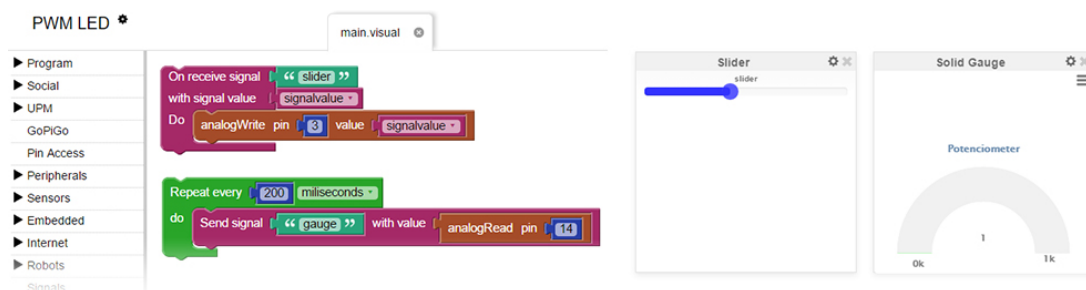 PWM LED
main.visual
Program
Social
UPM
GoPiGo
Pin Access
Peripherals
Sensors
Embedded
Internet
Robots
Signals
On receive signal “ slider ”
with signal value signalvalue
Do analogWrite pin 3 value signalvalue
Repeat every 200 miliseconds
do Send signal “ gauge ” with value analogRead pin 14
Slider
slider
Solid Gauge
Potenciometer
1
0k 1k